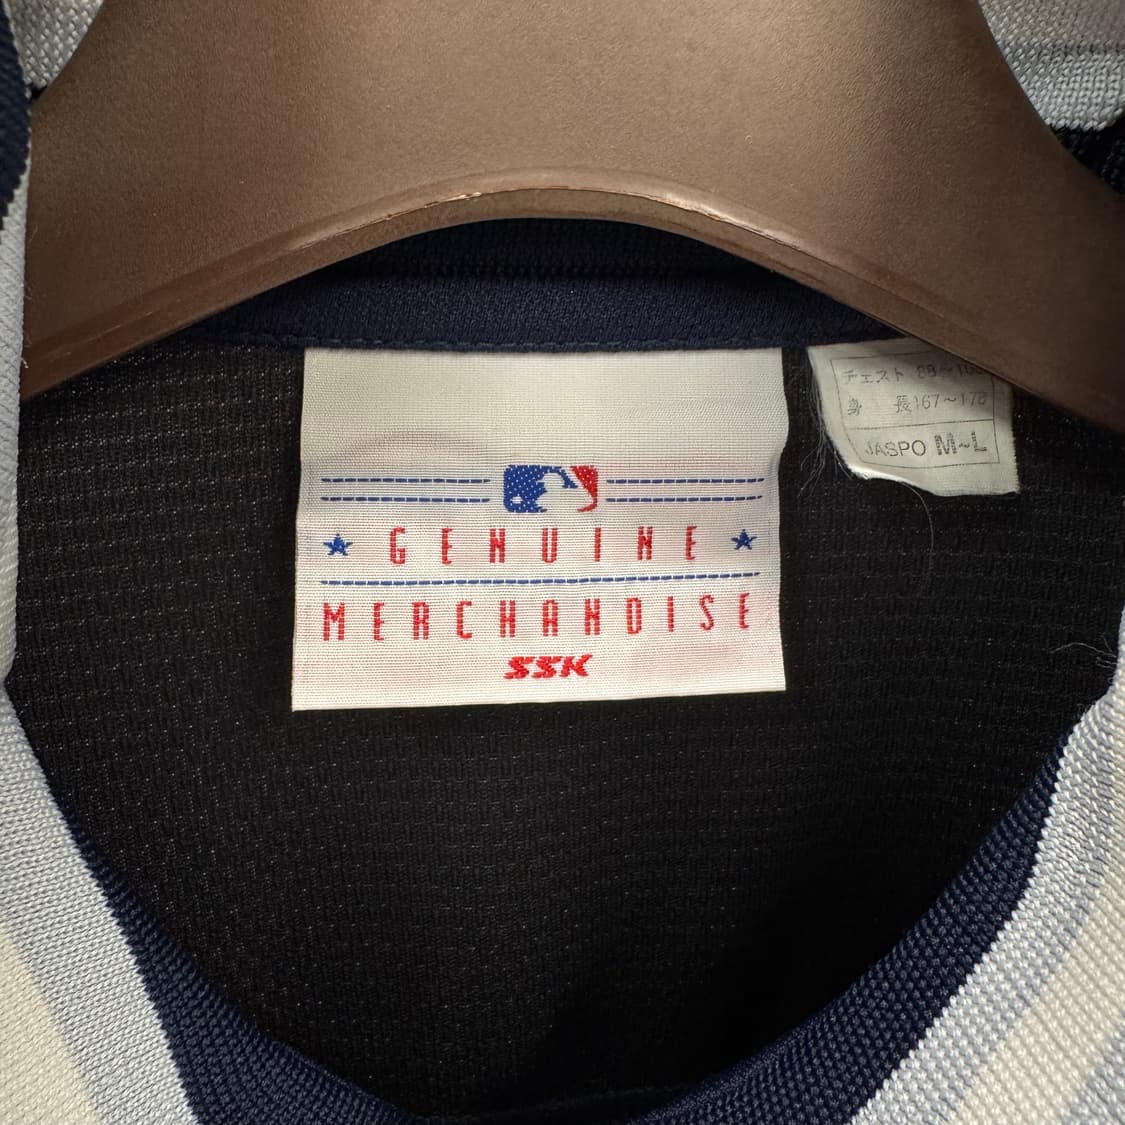 GENUINE
MERCHANDISE
SSK
チェスト
身 長167～178
JASPO M~L